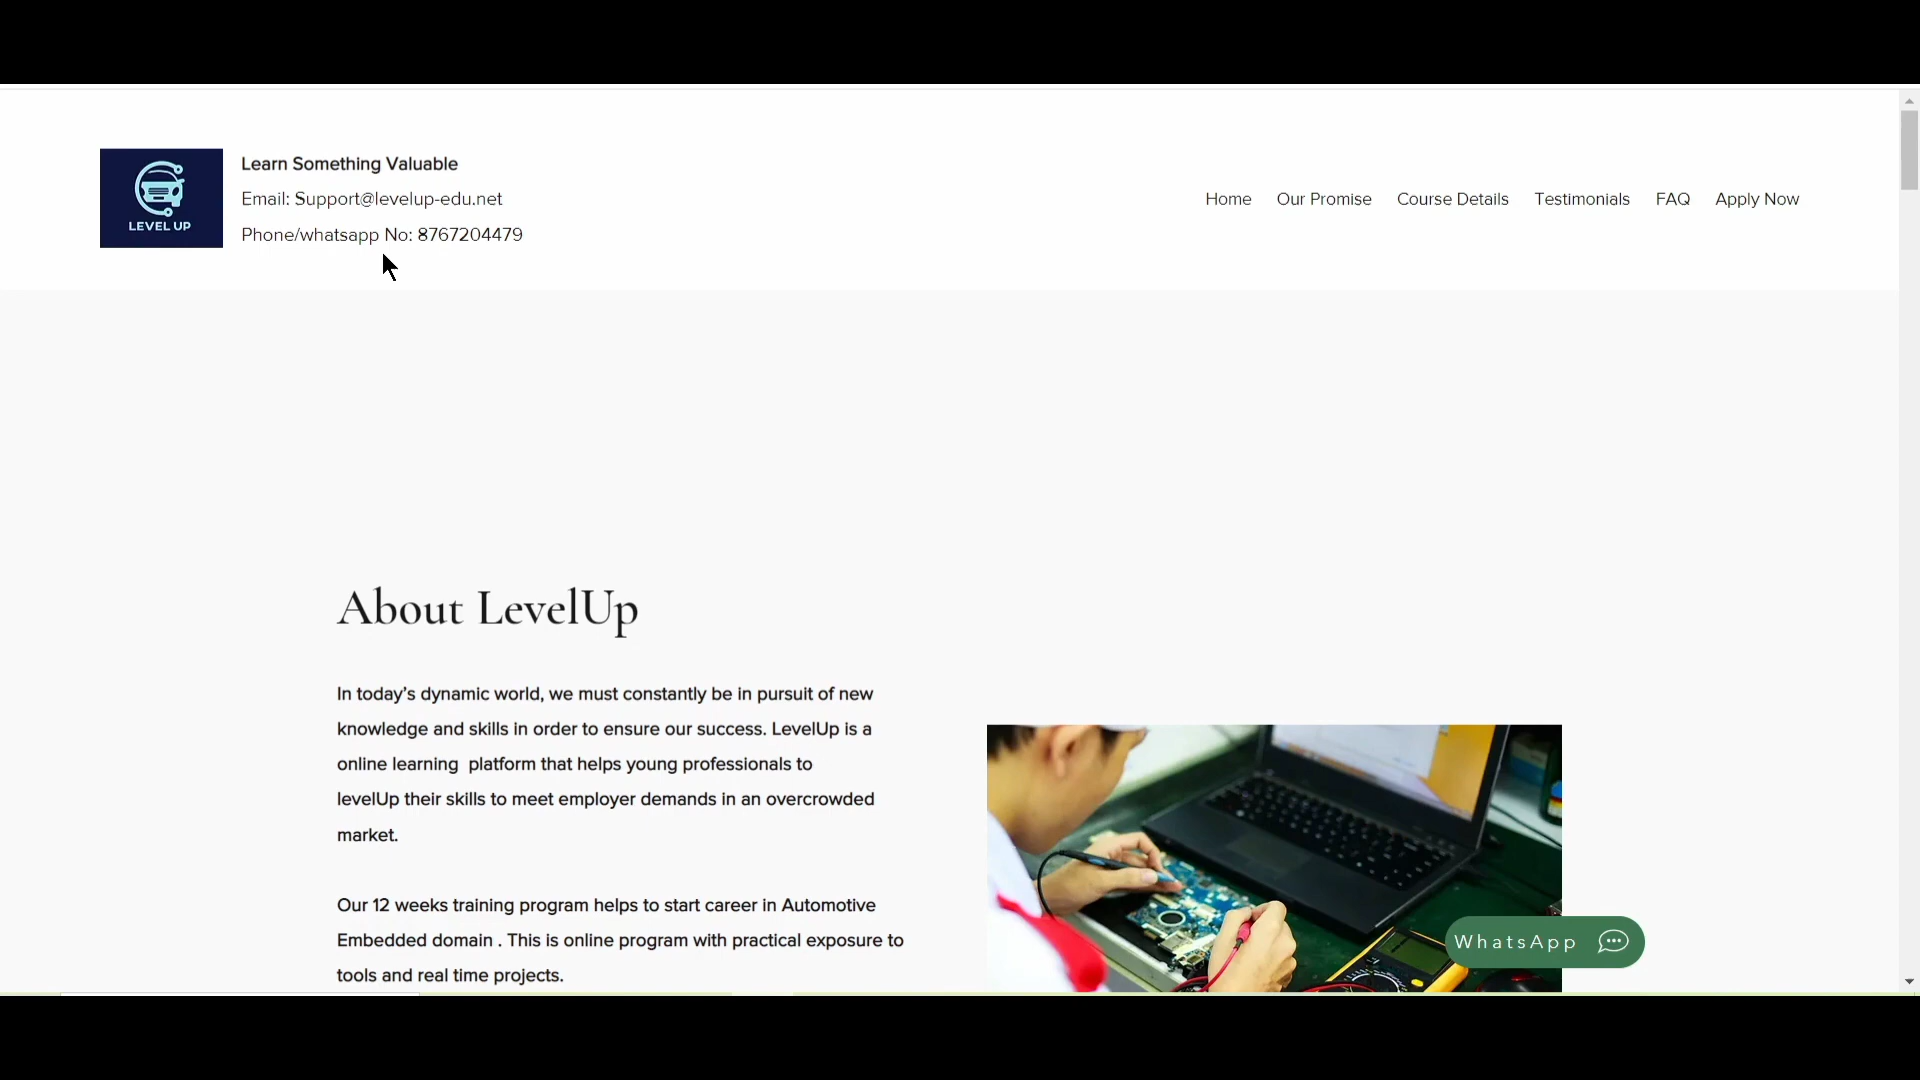 LEVEL UP
Learn Something Valuable
Email: Support@levelup-edu.net
Phone/whatsapp No: 8767204479
Home Our Promise Course Details Testimonials FAQ Apply Now
About LevelUp
In today's dynamic world, we must constantly be in pursuit of new
knowledge and skills in order to ensure our success. LevelUp is a
online learning platform that helps young professionals to
levelUp their skills to meet employer demands in an overcrowded
market.
Our 12 weeks training program helps to start career in Automotive
Embedded domain . This is online program with practical exposure to
tools and real time projects.
WhatsApp